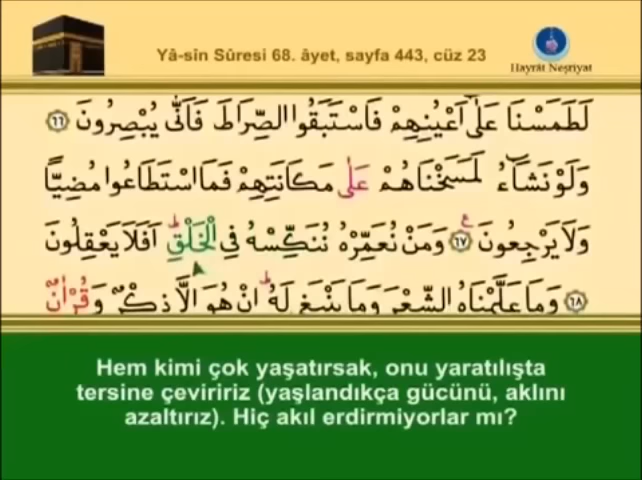 Yâ-sîn Sûresi 68. âyet, sayfa 443, cüz 23
Hayrât Neşriyat
لَطَمَسْنَا عَلٰٓى اَعْيُنِهِمْ فَاسْتَبَقُوا الصِّرَاطَ فَاَنّٰى يُبْصِرُونَ ﴿٦٦﴾
وَلَوْ نَشَٓاءُ لَمَسَخْنَاهُمْ عَلٰى مَكَانَتِهِمْ فَمَا اسْتَطَاعُوا مُضِيًّا
وَلَا يَرْجِعُونَ ﴿٦٧﴾ وَمَنْ نُعَمِّرْهُ نُنَكِّسْهُ فِي الْخَلْقِ اَفَلَا يَعْقِلُونَ
﴿٦٨﴾ وَمَا عَلَّمْنَاهُ الشِّعْرَ وَمَا يَنْبَغِي لَهُ اِنْ هُوَ اِلَّا ذِكْرٌ وَقُرْاٰنٌ
Hem kimi çok yaşatırsak, onu yaratılışta
tersine çeviririz (yaşlandıkça gücünü, aklını
azaltırız). Hiç akıl erdirmiyorlar mı?